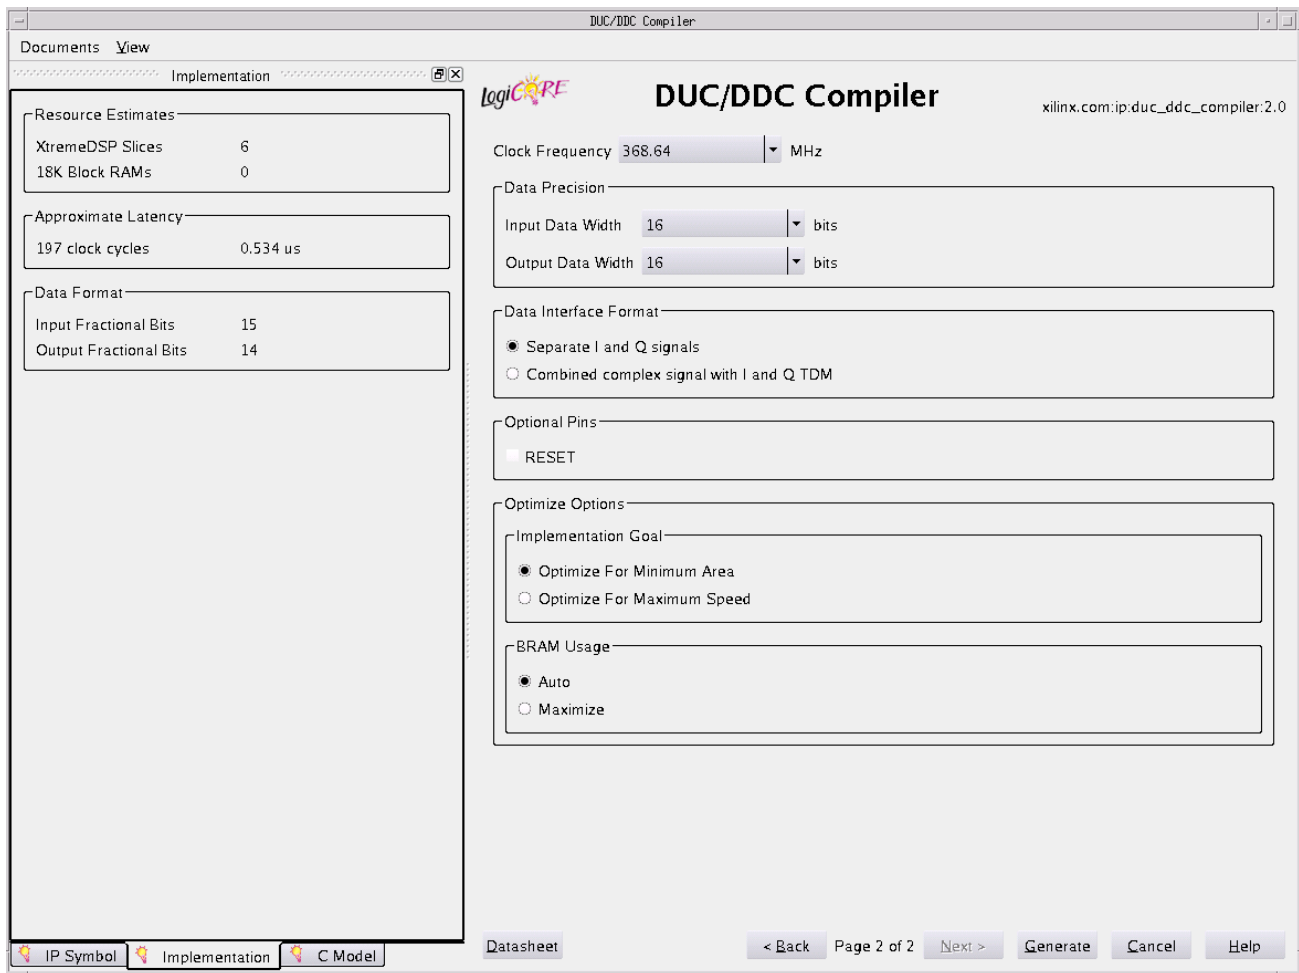 DUC/DDC Compiler
Documents View
Implementation
Resource Estimates
XtremeDSP Slices 6
18K Block RAMs 0
Approximate Latency
197 clock cycles 0.534 us
Data Format
Input Fractional Bits 15
Output Fractional Bits 14
IP Symbol Implementation C Model
LogiCORE
DUC/DDC Compiler
xilinx.com:ip:duc_ddc_compiler:2.0
Clock Frequency 368.64 MHz
Data Precision
Input Data Width 16 bits
Output Data Width 16 bits
Data Interface Format
Separate I and Q signals
Combined complex signal with I and Q TDM
Optional Pins
RESET
Optimize Options
Implementation Goal
Optimize For Minimum Area
Optimize For Maximum Speed
BRAM Usage
Auto
Maximize
Datasheet < Back Page 2 of 2 Next > Generate Cancel Help